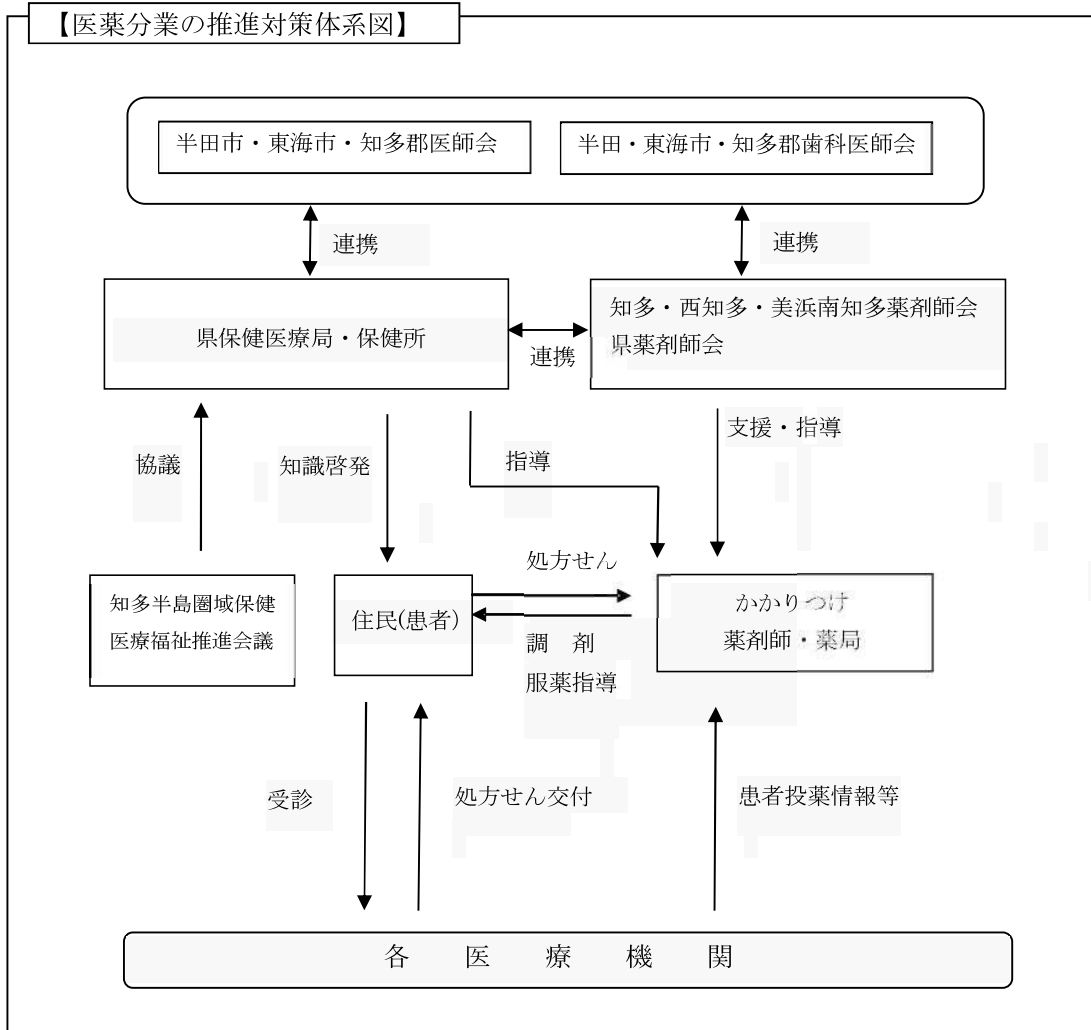 【医薬分業の推進対策体系図】
半田市・東海市・知多郡医師会
半田・東海市・知多郡歯科医師会
連携
連携
県保健医療局・保健所
知多・西知多・美浜南知多薬剤師会
県薬剤師会
連携
協議
知識啓発
指導
支援・指導
処方せん
知多半島圏域保健
医療福祉推進会議
住民(患者)
かかりつけ
薬剤師・薬局
調 剤
服薬指導
受診
処方せん交付
患者投薬情報等
各 医 療 機 関